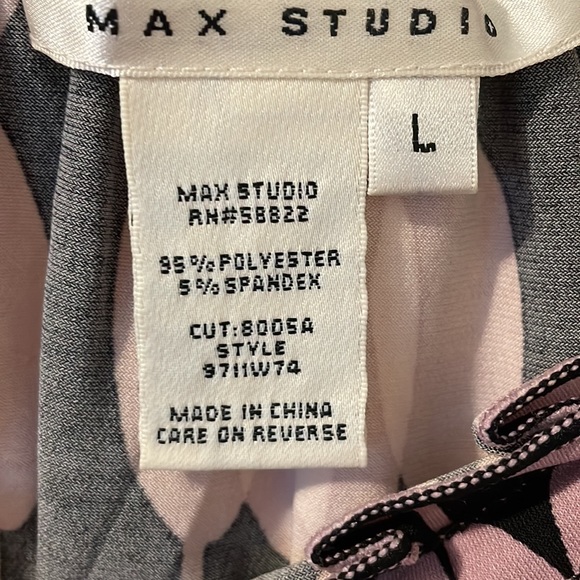 MAX STUDIO
L
MAX STUDIO
RN#58822
95%POLYESTER
5%SPANDEX
CUT:8005A
STYLE
9711W74
MADE IN CHINA
CARE ON REVERSE